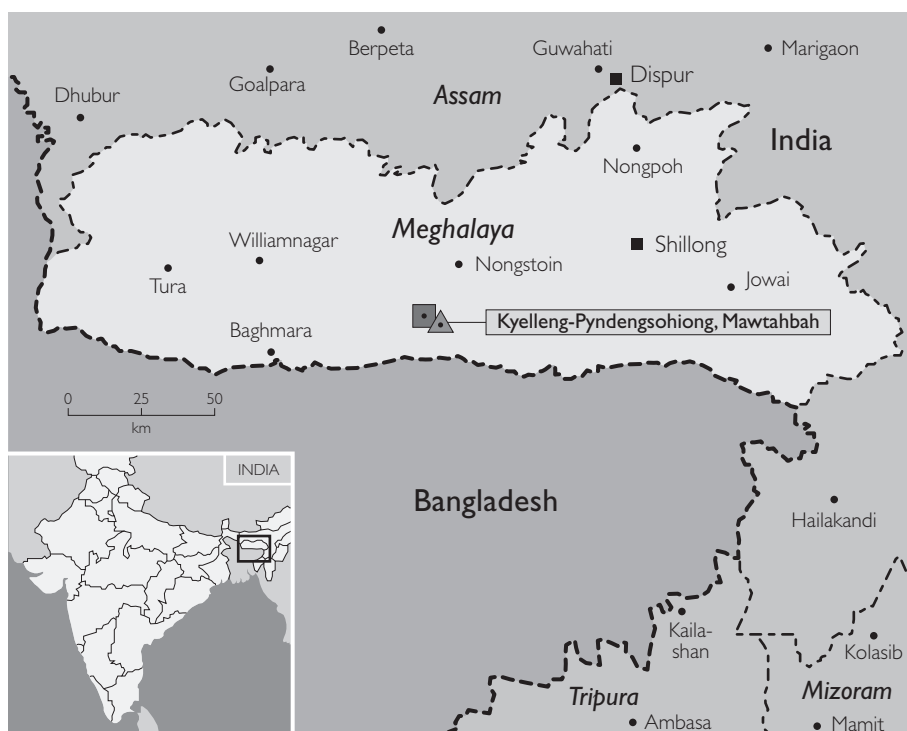 Berpeta
Guwahati
Marigaon
Dispur
Goalpara
Dhubur
Assam
India
Nongpoh
Meghalaya
Williamnagar
Shillong
Nongstoin
Tura
Jowai
Kyelleng-Pyndengsohiong, Mawtahbah
Baghmara
0 25 50
km
INDIA
Bangladesh
Hailakandi
Kaila-
shan
Kolasib
Tripura
Mizoram
Ambasa
Mamit